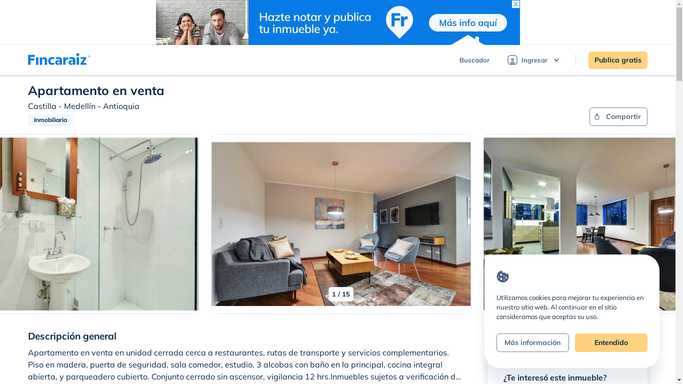 Hazte notar y publica
tu inmueble ya.
Fr
Más info aquí
Fincaraiz
Buscador
Ingresar
Publica gratis
Apartamento en venta
Castilla - Medellín - Antioquia
Inmobiliaria
Compartir
1 / 15
Utilizamos cookies para mejorar tu experiencia en
nuestro sitio web. Al continuar en el sitio
consideramos que aceptas su uso.
Más información
Entendido
Descripción general
Apartamento en venta en unidad cerrada cerca a restaurantes, rutas de transporte y servicios complementarios.
Piso en madera, puerta de seguridad, sala comedor, estudio, 3 alcobas con baño en la principal, cocina integral
abierta, y parqueadero cubierto. Conjunto cerrado sin ascensor, vigilancia 12 hrs.Inmuebles sujetos a verificación d...
¿Te interesó este inmueble?